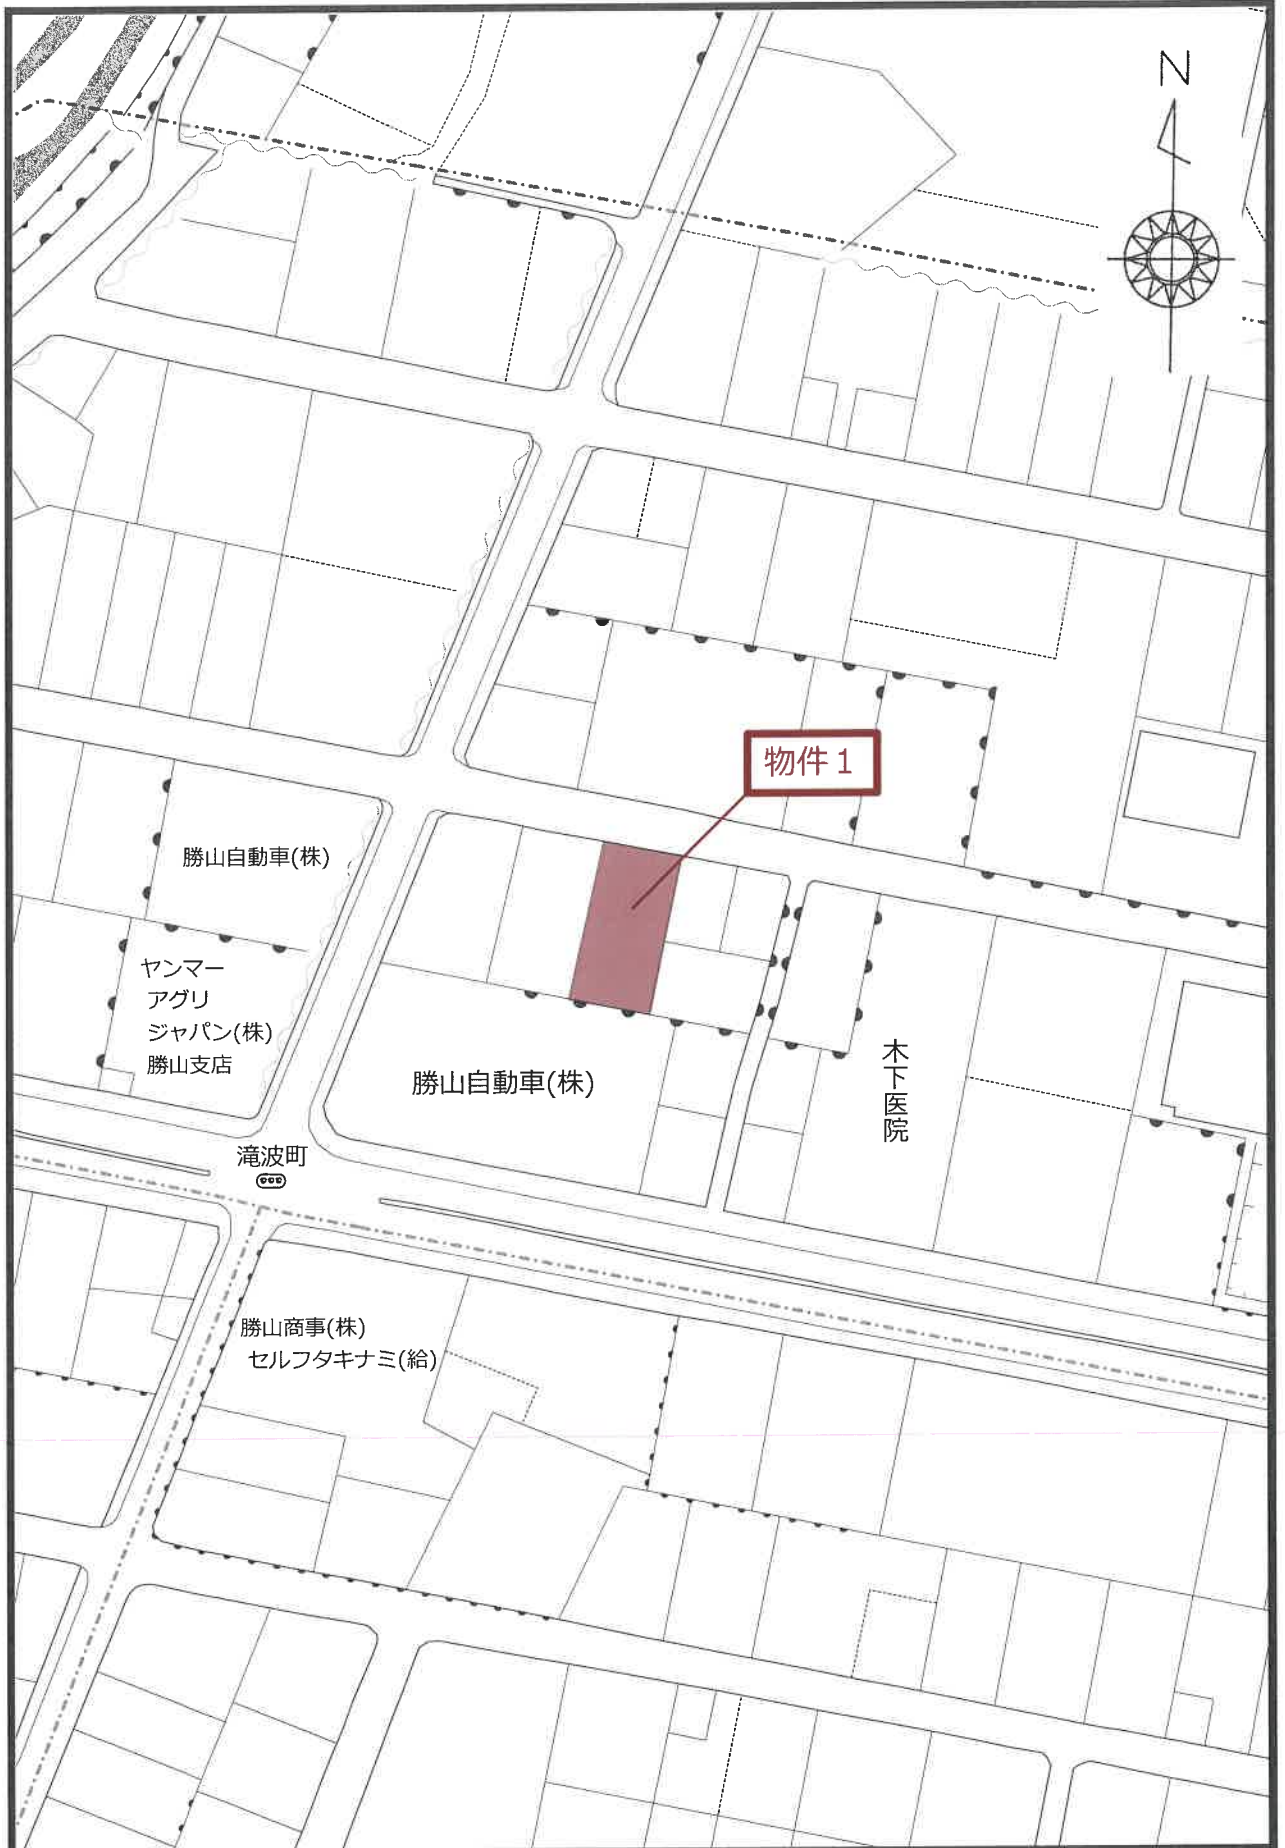 N
物件1
勝山自動車(株)
ヤンマー
アグリ
ジャパン(株)
勝山支店
勝山自動車(株)
木下医院
滝波町
勝山商事(株)
セルフタキナミ(給)